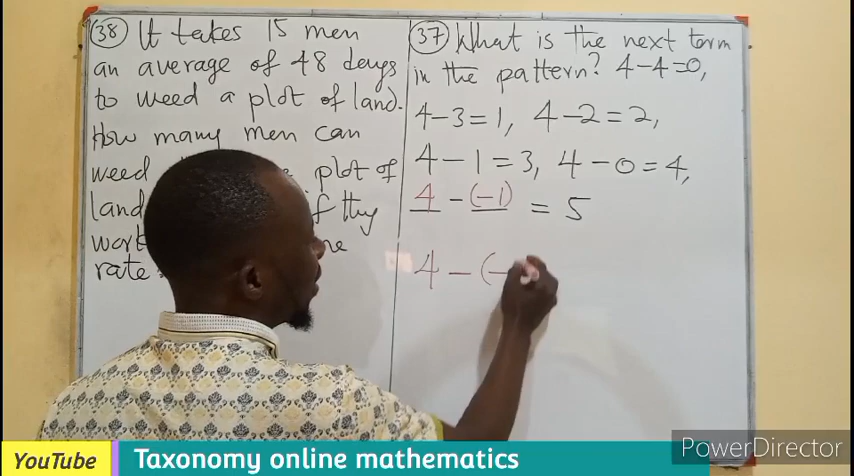 38 It takes 15 men
an average of 48 days
to weed a plot of land.
How many men can
weed plot of
land if they
work
rate
37 What is the next term
in the pattern? 4-4=0,
4-3=1, 4-2=2,
4-1=3, 4-0=4,
4-(-1) = 5
4-(-
PowerDirector
YouTube Taxonomy online mathematics